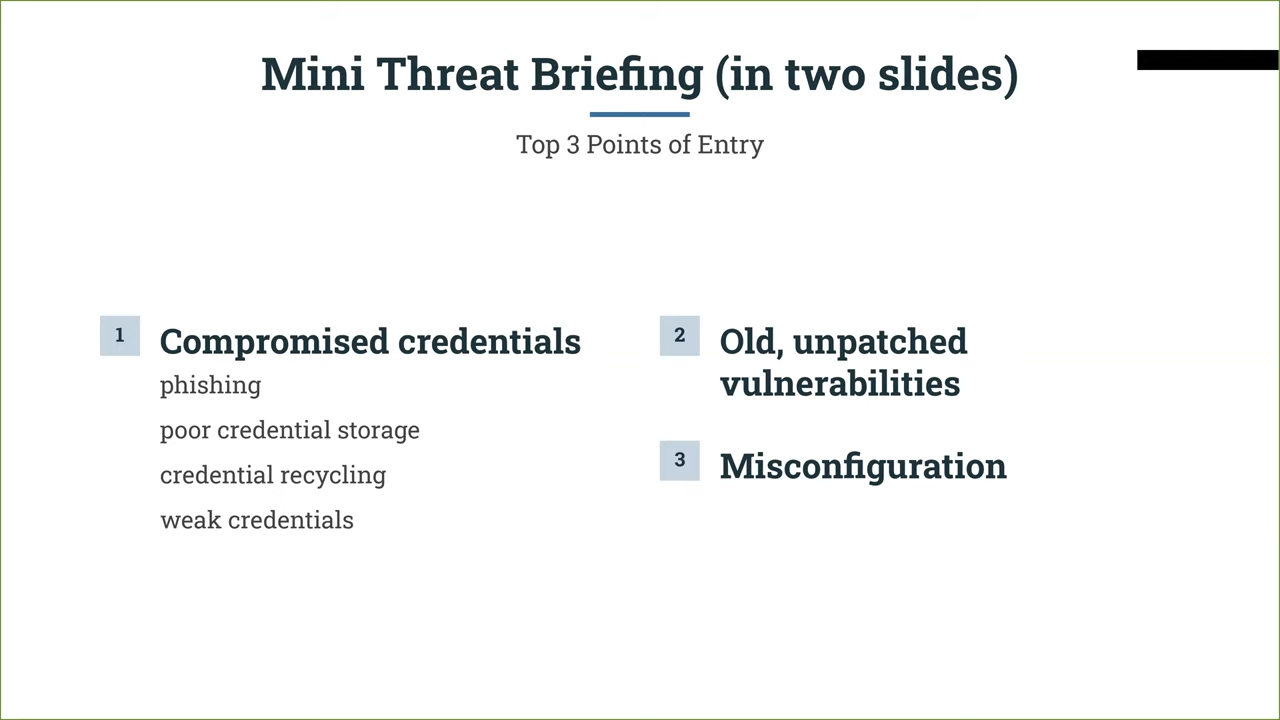 Mini Threat Briefing (in two slides)
Top 3 Points of Entry
1
Compromised credentials
phishing
poor credential storage
credential recycling
weak credentials
2
Old, unpatched
vulnerabilities
3
Misconfiguration